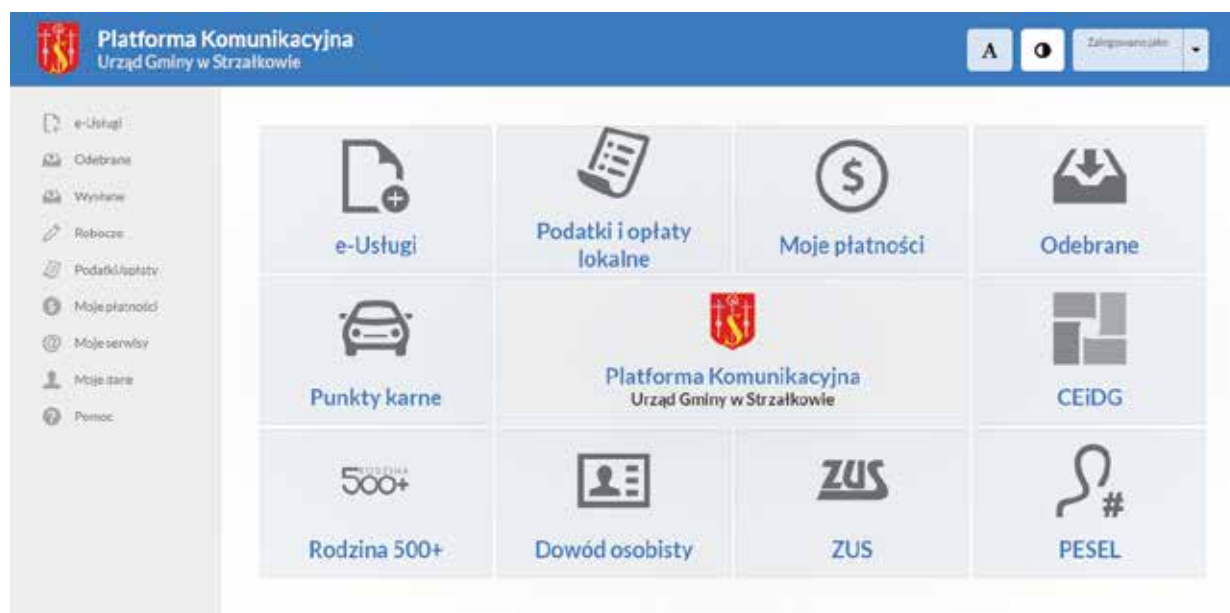 Platforma Komunikacyjna
Urząd Gminy w Strzałkowie
A
Zalogowano jako
e-Usługi
Odebrane
Wysłane
Robocze
Podatki/opłaty
Moje płatności
Moje serwisy
Moje dane
Pomoc
e-Usługi
Podatki i opłaty
lokalne
$
Moje płatności
Odebrane
Punkty karne
Platforma Komunikacyjna
Urząd Gminy w Strzałkowie
CEiDG
RODZINA
500+
Rodzina 500+
Dowód osobisty
ZUS
ZUS
#
PESEL